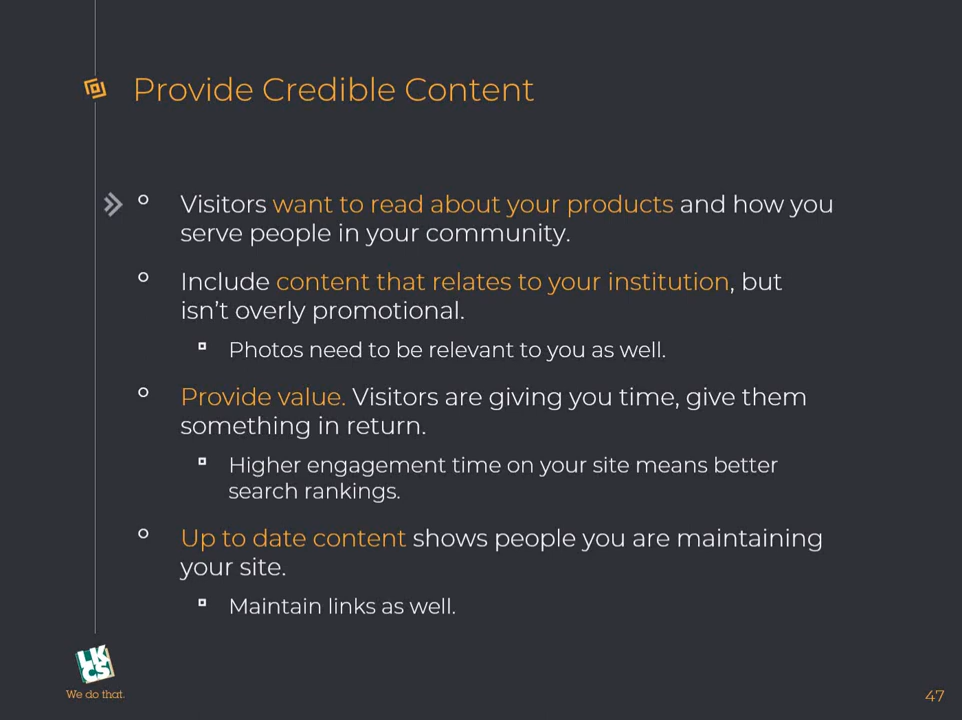 Provide Credible Content
Visitors want to read about your products and how you
serve people in your community.
Include content that relates to your institution, but
isn’t overly promotional.
Photos need to be relevant to you as well.
Provide value. Visitors are giving you time, give them
something in return.
Higher engagement time on your site means better
search rankings.
Up to date content shows people you are maintaining
your site.
Maintain links as well.
LK
CS
We do that.
47